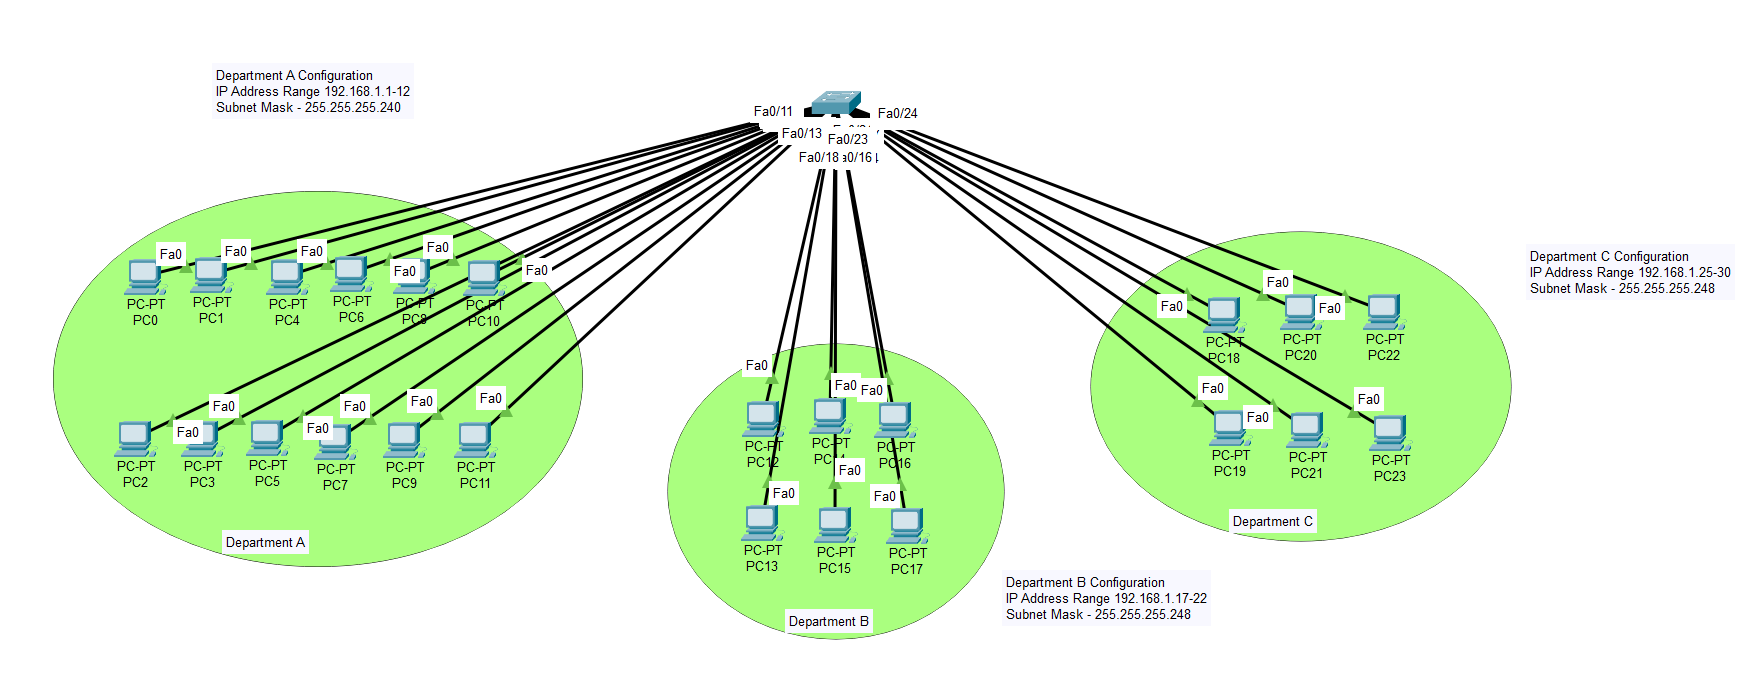 Department A Configuration
IP Address Range 192.168.1.1-12
Subnet Mask - 255.255.255.240
Fa0/11
Fa0/24
Fa0/13
Fa0/23
Fa0/18
Fa0
Fa0
Fa0
Fa0
Fa0
Fa0
PC-PT
PC0
PC-PT
PC1
PC-PT
PC4
PC-PT
PC6
PC-PT
PC8
PC-PT
PC10
Fa0
Fa0
Fa0
Fa0
Fa0
Fa0
PC-PT
PC2
PC-PT
PC3
PC-PT
PC5
PC-PT
PC7
PC-PT
PC9
PC-PT
PC11
Department A
Fa0
Fa0
Fa0
PC-PT
PC12
PC-PT
PC-PT
PC16
Fa0
Fa0
Fa0
PC-PT
PC13
PC-PT
PC15
PC-PT
PC17
Department B
Department B Configuration
IP Address Range 192.168.1.17-22
Subnet Mask - 255.255.255.248
Fa0
Fa0
Fa0
PC-PT
PC18
PC-PT
PC20
PC-PT
PC22
Fa0
Fa0
Fa0
PC-PT
PC19
PC-PT
PC21
PC-PT
PC23
Department C
Department C Configuration
IP Address Range 192.168.1.25-30
Subnet Mask - 255.255.255.248